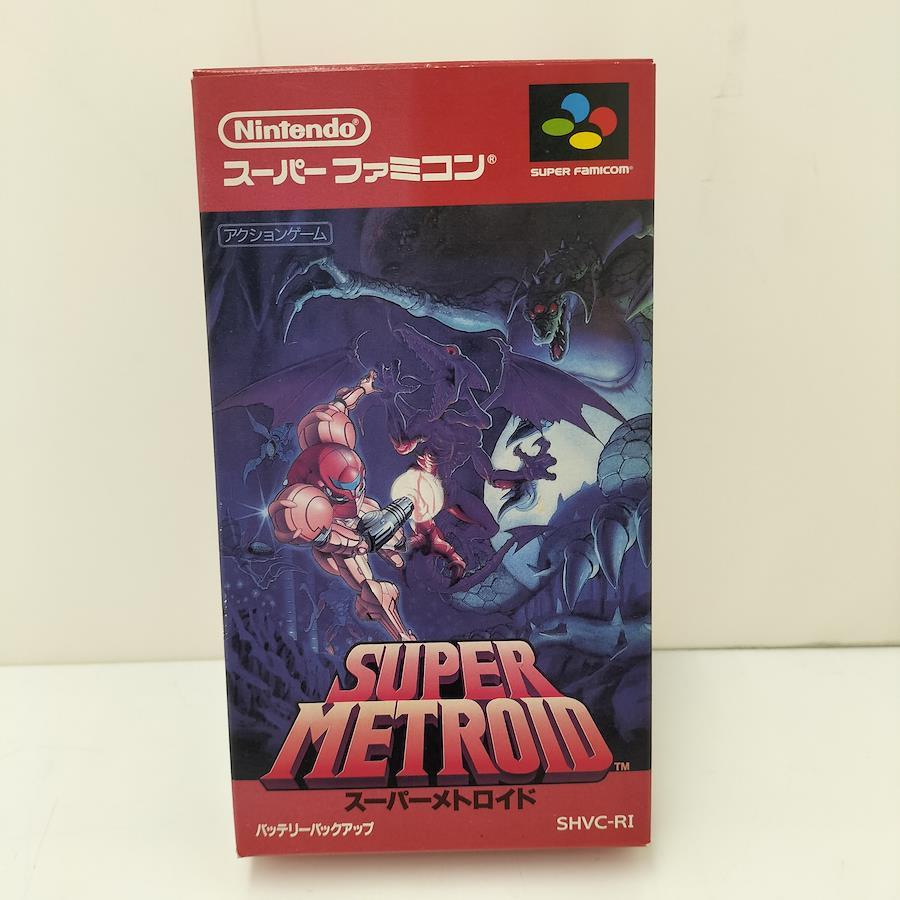 Nintendo®
スーパーファミコン®
SUPER FAMICOM®
アクションゲーム
SUPER
METROID™
スーパーメトロイド
バッテリーバックアップ
SHVC-RI